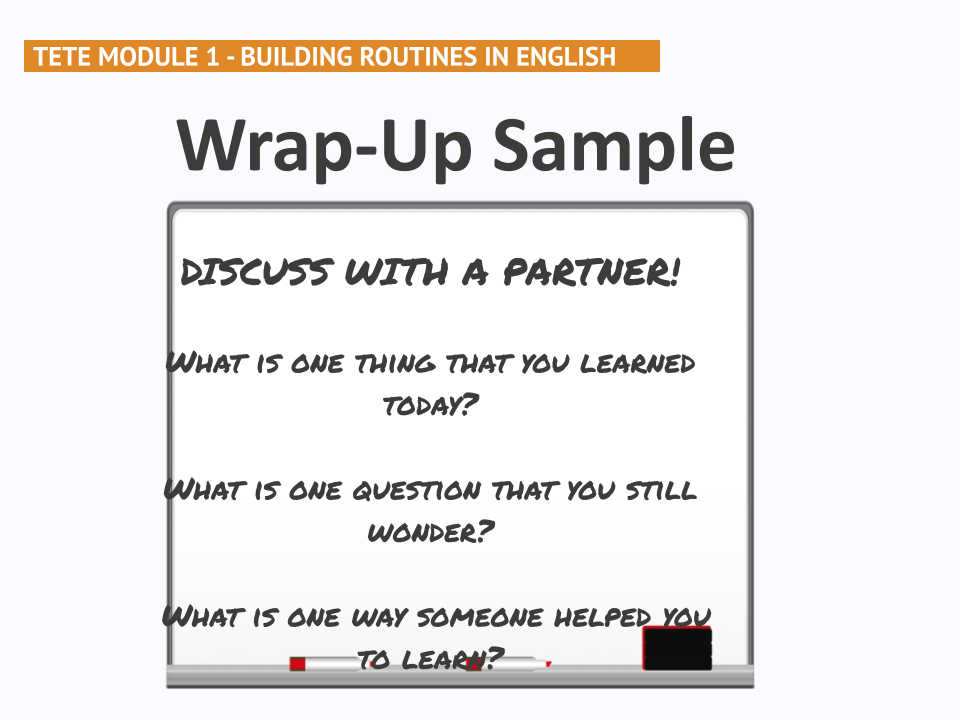 TETE MODULE 1 - BUILDING ROUTINES IN ENGLISH
Wrap-Up Sample
DISCUSS WITH A PARTNER!
What is one thing that you learned
today?
What is one question that you still
wonder?
What is one way someone helped you
to learn?